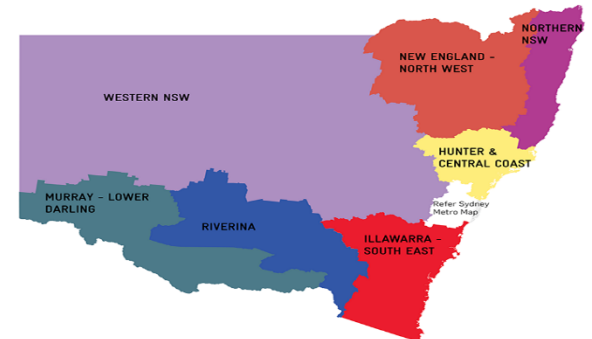 NORTHERN
NSW
NEW ENGLAND -
NORTH WEST
WESTERN NSW
HUNTER &
CENTRAL COAST
MURRAY - LOWER
DARLING
Refer Sydney
Metro Map
RIVERINA
ILLAWARRA -
SOUTH EAST